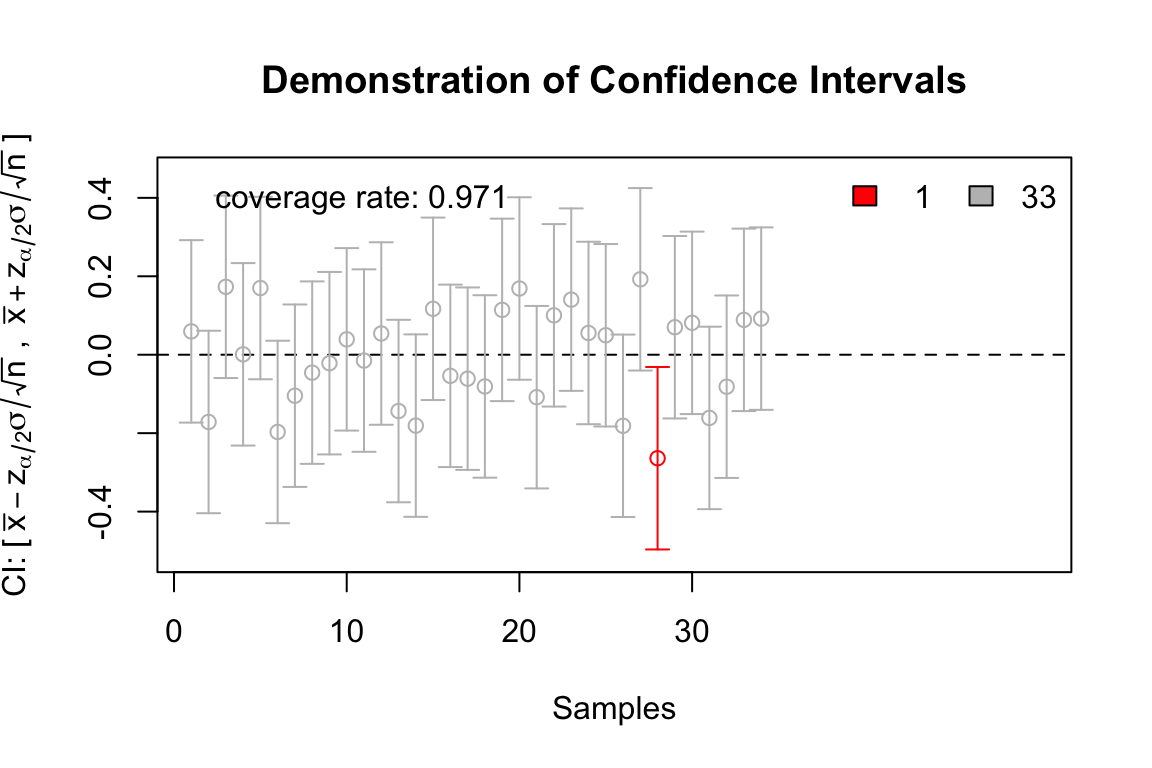 Demonstration of Confidence Intervals
CI: [ x̅ − zα/2σ/√n , x̅ + zα/2σ/√n ]
coverage rate: 0.971
1
33
0.4
0.2
0.0
-0.4
0
10
20
30
Samples